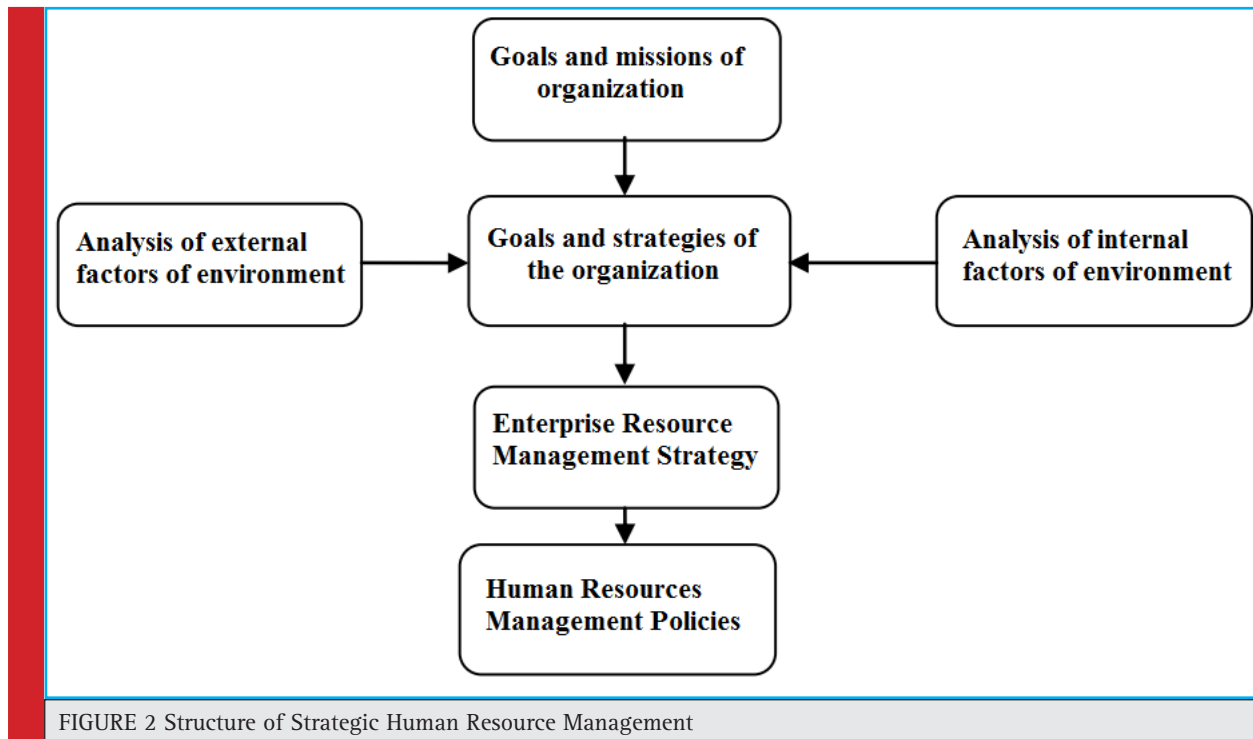 Goals and missions of
organization
Analysis of external
factors of environment
Goals and strategies of
the organization
Analysis of internal
factors of environment
Enterprise Resource
Management Strategy
Human Resources
Management Policies
FIGURE 2 Structure of Strategic Human Resource Management